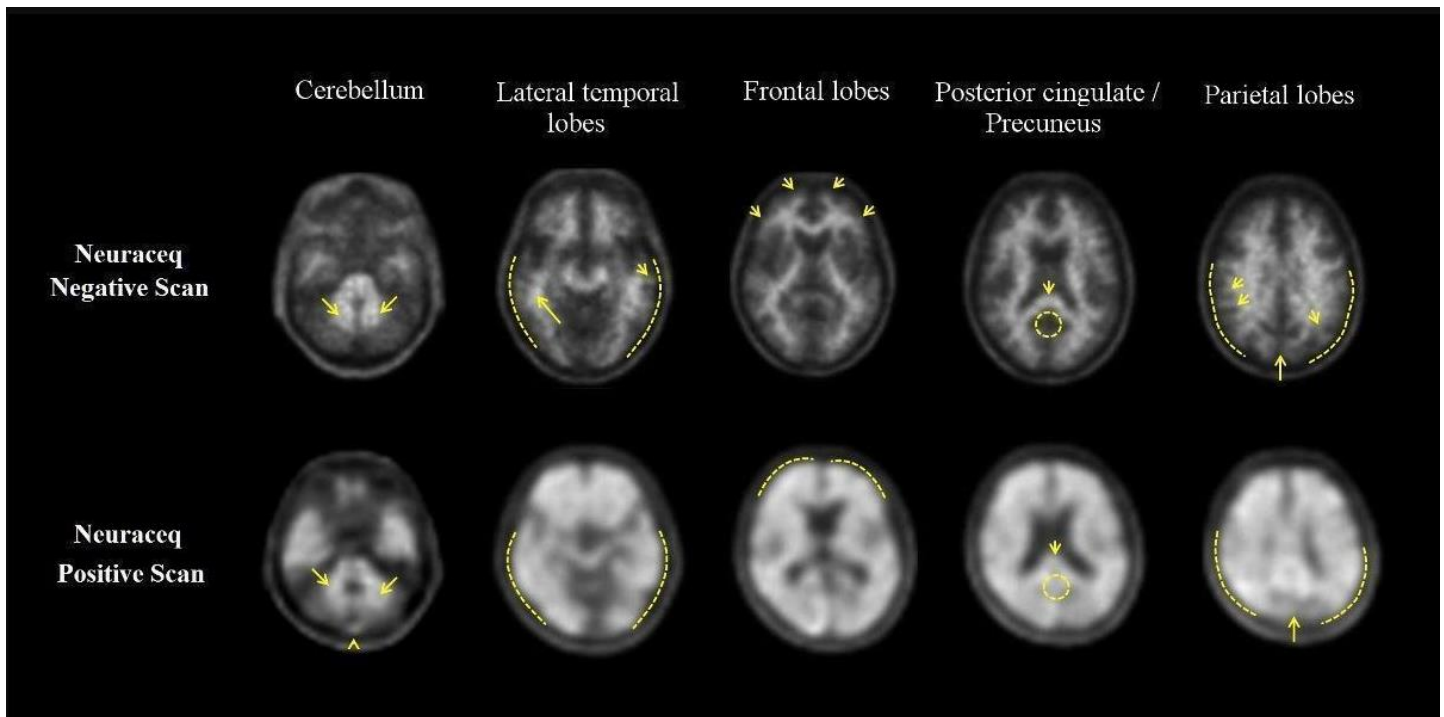 Cerebellum
Lateral temporal
lobes
Frontal lobes
Posterior cingulate /
Precuneus
Parietal lobes
Neuraceq
Negative Scan
Neuraceq
Positive Scan